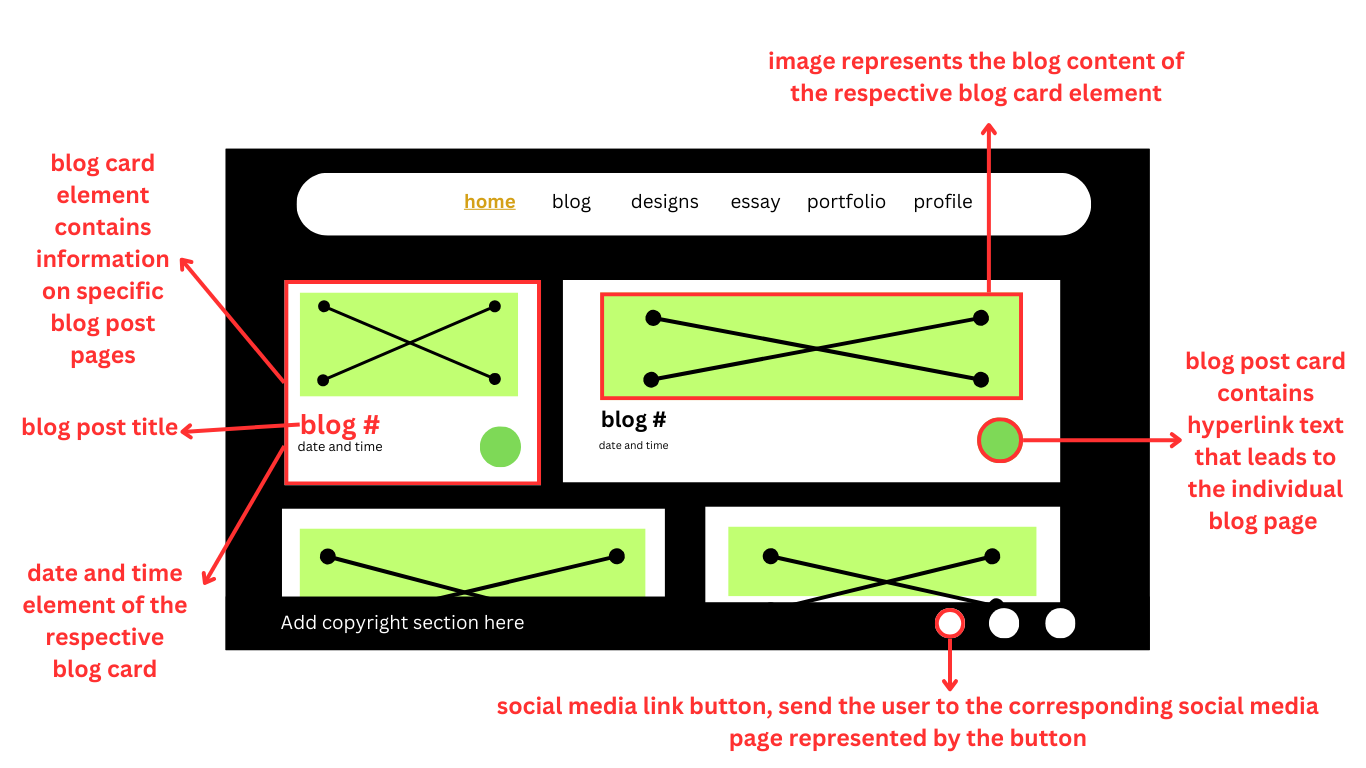 image represents the blog content of
the respective blog card element
blog card
element
contains
information
on specific
blog post
pages
home blog designs essay portfolio profile
blog post title
blog #
date and time
blog #
date and time
blog post card
contains
hyperlink text
that leads to
the individual
blog page
date and time
element of the
respective
blog card
Add copyright section here
social media link button, send the user to the corresponding social media
page represented by the button